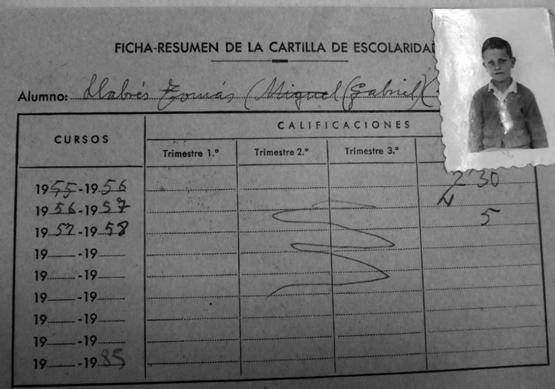 FICHA-RESUMEN DE LA CARTILLA DE ESCOLARIDAD
Alumno: Llabrés Tomás (Miguel (Gabriel) (
CURSOS CALIFICACIONES
Trimestre 1.º Trimestre 2.º Trimestre 3.º
1955-1956 2'30
1956-1957 4
1957-1958 5
19 -19
19 -19
19 -19
19 -19
19 -19
19 -1985